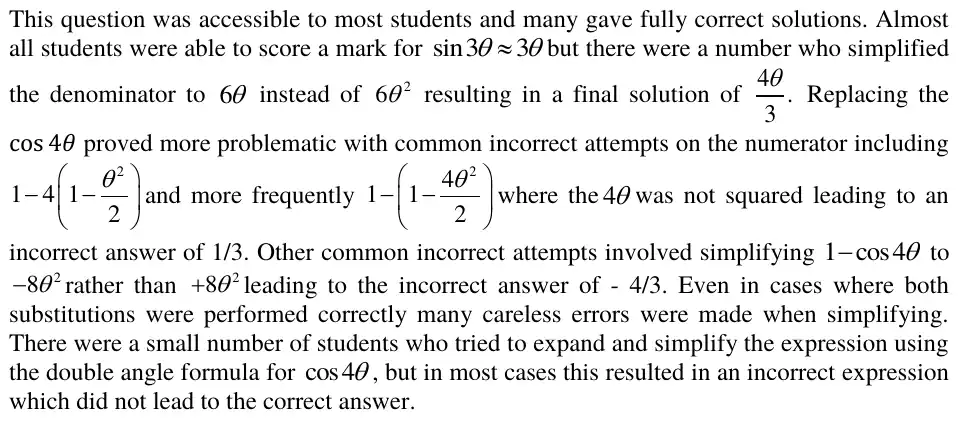 This question was accessible to most students and many gave fully correct solutions. Almost
all students were able to score a mark for sin3θ ≈ 3θ but there were a number who simplified
the denominator to 6θ instead of 6θ² resulting in a final solution of 4θ/3. Replacing the
cos 4θ proved more problematic with common incorrect attempts on the numerator including
1−4(1−θ²/2) and more frequently 1−(1−4θ²/2) where the 4θ was not squared leading to an
incorrect answer of 1/3. Other common incorrect attempts involved simplifying 1−cos4θ to
−8θ² rather than +8θ² leading to the incorrect answer of - 4/3. Even in cases where both
substitutions were performed correctly many careless errors were made when simplifying.
There were a small number of students who tried to expand and simplify the expression using
the double angle formula for cos4θ, but in most cases this resulted in an incorrect expression
which did not lead to the correct answer.